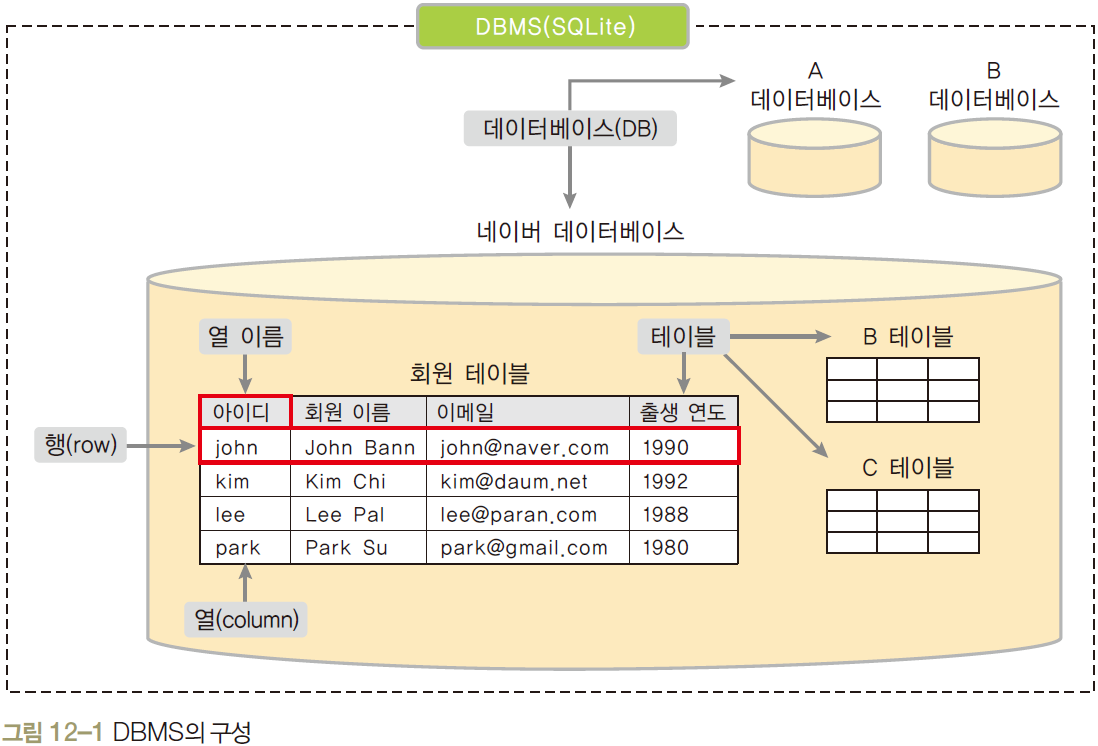 DBMS(SQLite)
A
데이터베이스
B
데이터베이스
데이터베이스(DB)
네이버 데이터베이스
열 이름
테이블
B 테이블
회원 테이블
아이디 회원 이름 이메일 출생 연도
행(row)
john John Bann john@naver.com 1990
kim Kim Chi kim@daum.net 1992
lee Lee Pal lee@paran.com 1988
park Park Su park@gmail.com 1980
C 테이블
열(column)
그림 12-1 DBMS의 구성